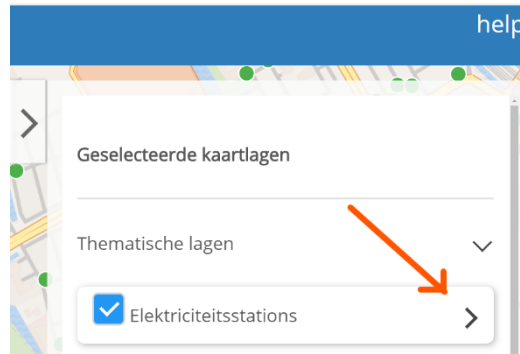 help
Geselecteerde kaartlagen
Thematische lagen
Elektriciteitsstations